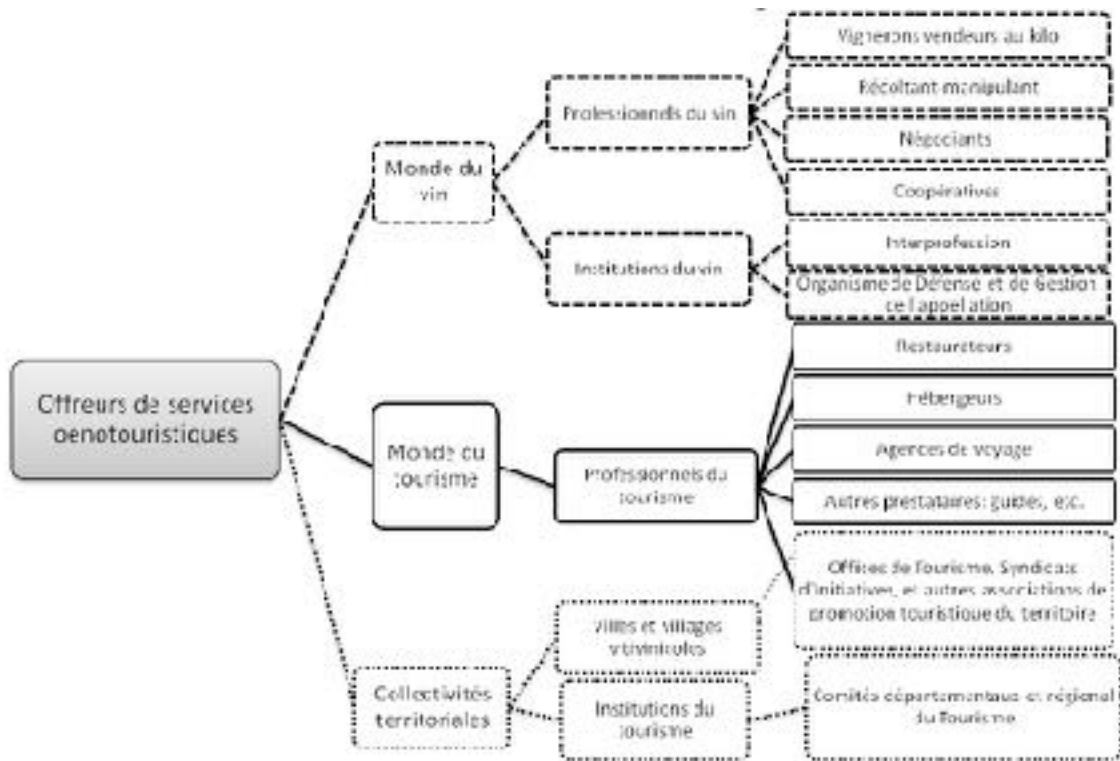 Vignerons vendeurs au kilo
Récoltant manipulant
Professionnels du vin
Négociants
Monde du
vin
Coopératives
Interprofession
Institutions du vin
Organisme de Défense et de Gestion
de l'appellation
Restaurateurs
Offreurs de services
oenotouristiques
Hébergeurs
Monde du
tourisme
Agences de voyage
Professionnels du
tourisme
Autres prestataires: guides, etc.
Offices de Tourisme, Syndicats
d'initiatives, et autres associations de
promotion touristique du territoire
Villes et villages
vitivinicoles
Collectivités
territoriales
Institutions du
tourisme
Comités départementaux et régional
du Tourisme